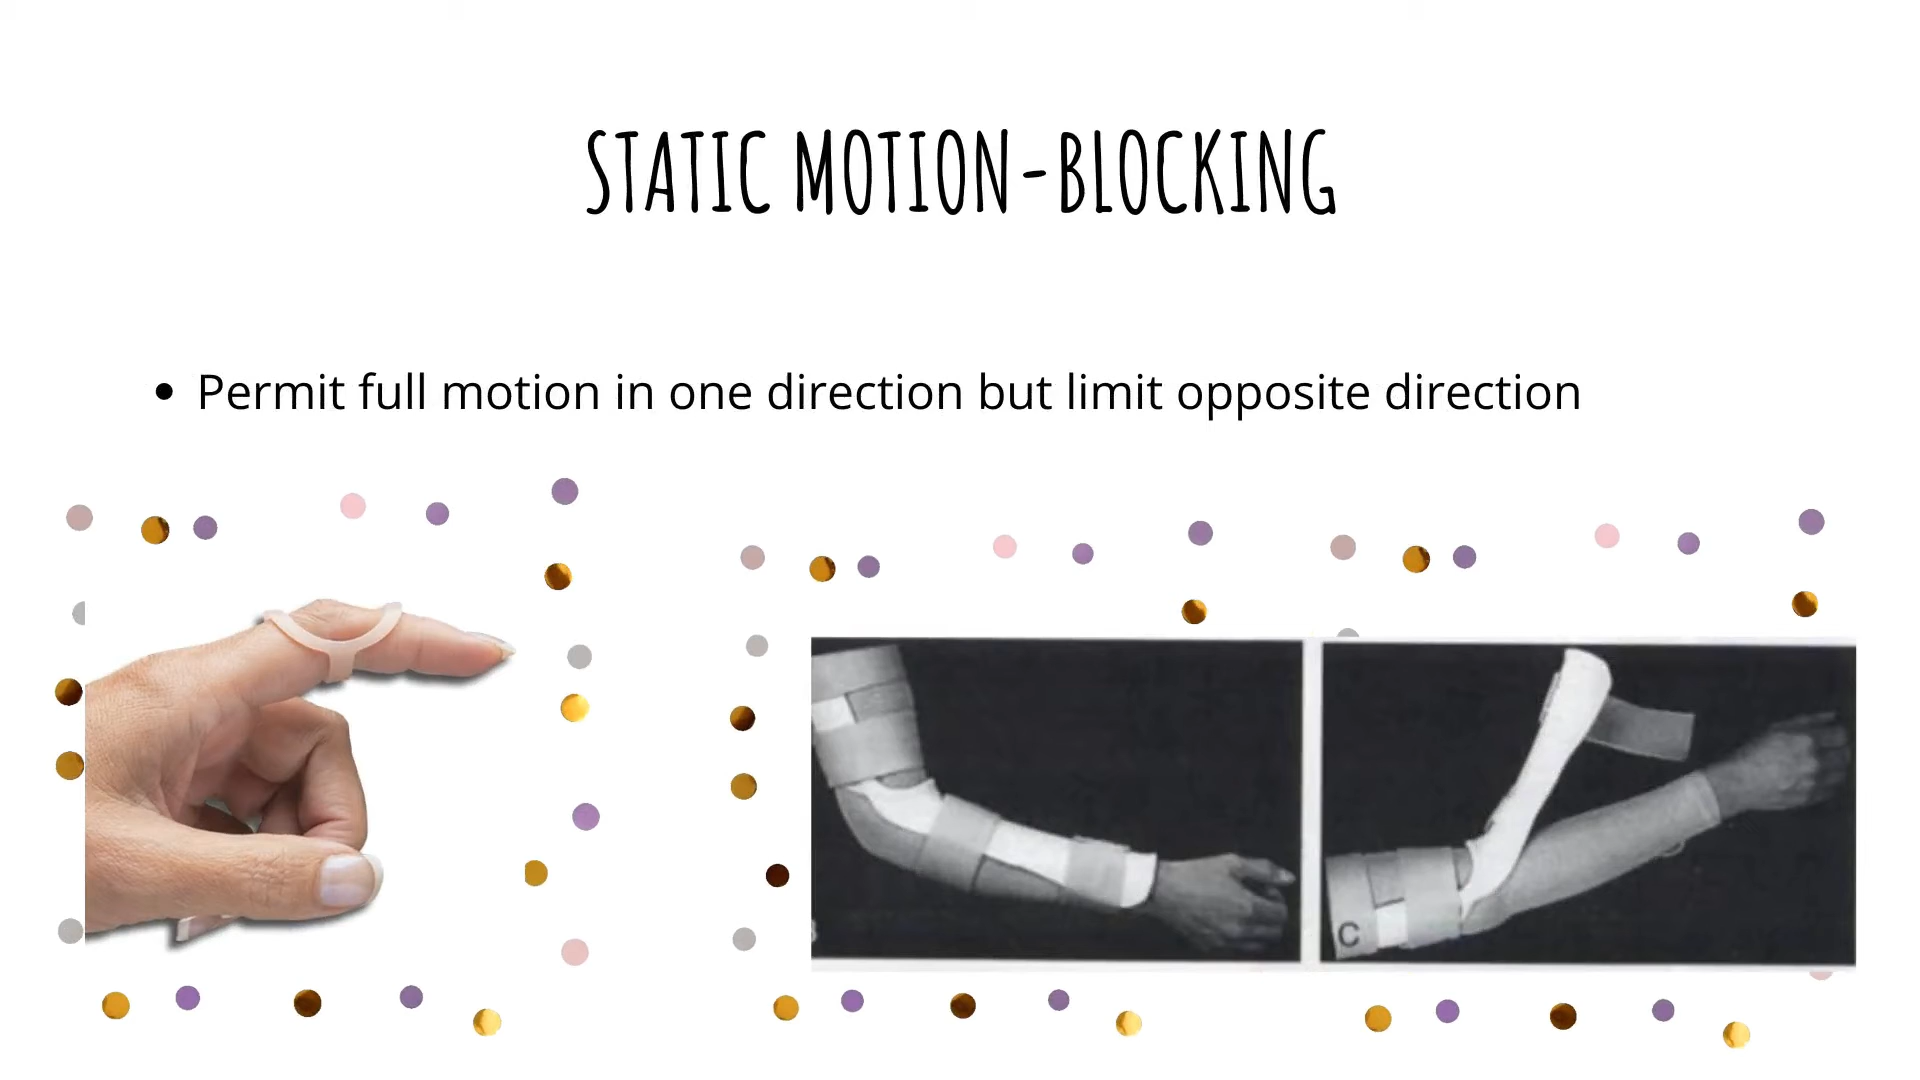 STATIC MOTION-BLOCKING
• Permit full motion in one direction but limit opposite direction
C